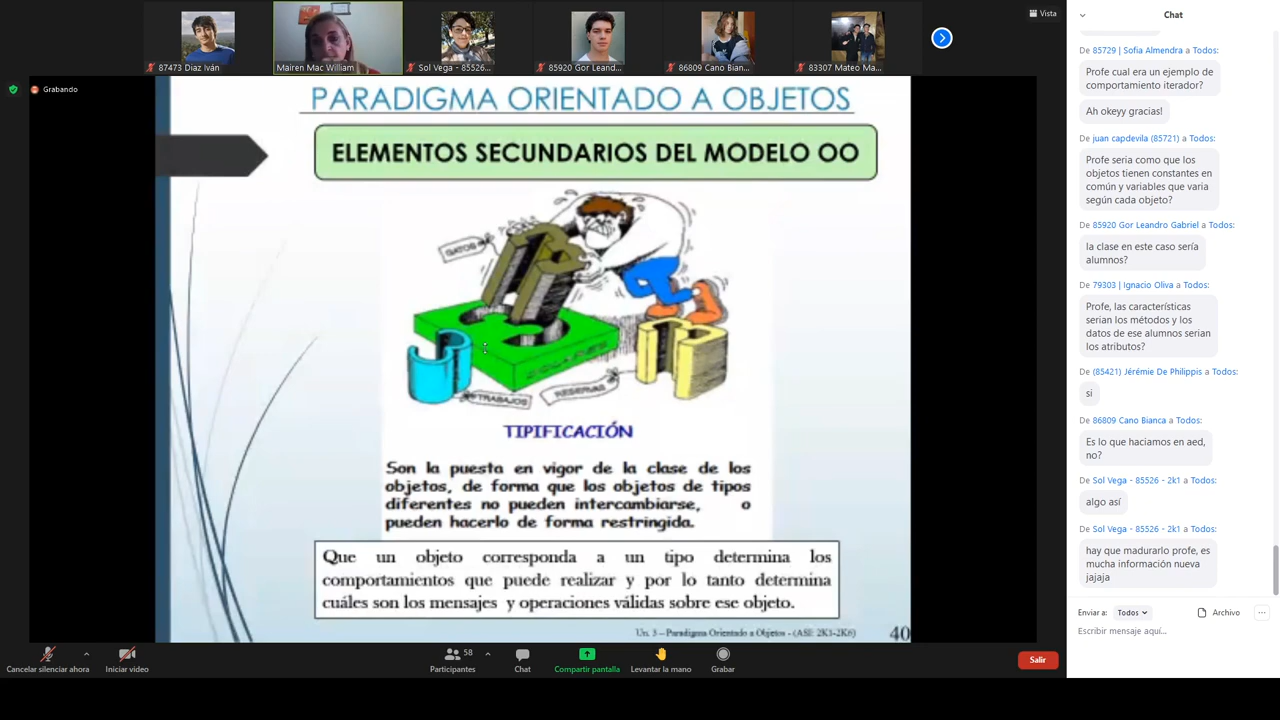 Vista
87473 Diaz Iván
Mairen Mac William
Sol Vega - 85526...
85920 Gor Leand...
86809 Cano Bian...
83307 Mateo Ma...
Grabando
PARADIGMA ORIENTADO A OBJETOS
ELEMENTOS SECUNDARIOS DEL MODELO OO
GATOS
TRABAJOS
RESERVAS
TIPIFICACIÓN
Son la puesta en vigor de la clase de los
objetos, de forma que los objetos de tipos
diferentes no pueden intercambiarse, o
pueden hacerlo de forma restringida.
Que un objeto corresponda a un tipo determina los
comportamientos que puede realizar y por lo tanto determina
cuáles son los mensajes y operaciones válidas sobre ese objeto.
Un. 3 – Paradigma Orientado a Objetos - (ASI: 2K1-2K6)
40
Cancelar silenciar ahora
Iniciar video
58
Participantes
Chat
Compartir pantalla
Levantar la mano
Grabar
Salir
Chat
De 85729 | Sofia Almendra a Todos:
Profe cual era un ejemplo de
comportamiento iterador?
Ah okeyy gracias!
De juan capdevila (85721) a Todos:
Profe seria como que los
objetos tienen constantes en
común y variables que varia
según cada objeto?
De 85920 Gor Leandro Gabriel a Todos:
la clase en este caso sería
alumnos?
De 79303 | Ignacio Oliva a Todos:
Profe, las características
serian los métodos y los
datos de ese alumnos serian
los atributos?
De (85421) Jérémie De Philippis a Todos:
si
De 86809 Cano Bianca a Todos:
Es lo que haciamos en aed,
no?
De Sol Vega - 85526 - 2k1 a Todos:
algo así
De Sol Vega - 85526 - 2k1 a Todos:
hay que madurarlo profe, es
mucha información nueva
jajaja
Enviar a: Todos
Archivo
...
Escribir mensaje aquí...